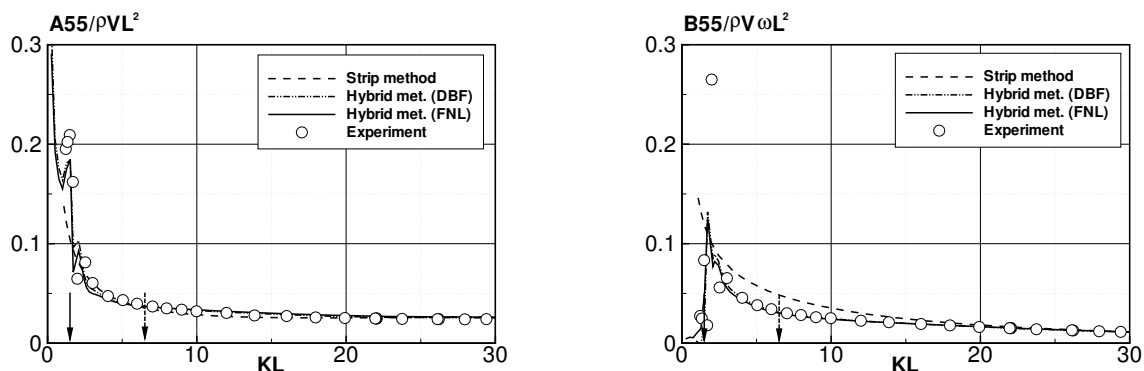 A55/ρVL²
0.3
0.2
0.1
0
0
10
20
30
KL
Strip method
Hybrid met. (DBF)
Hybrid met. (FNL)
Experiment
B55/ρVωL²
0.3
0.2
0.1
0
0
10
20
30
KL
Strip method
Hybrid met. (DBF)
Hybrid met. (FNL)
Experiment